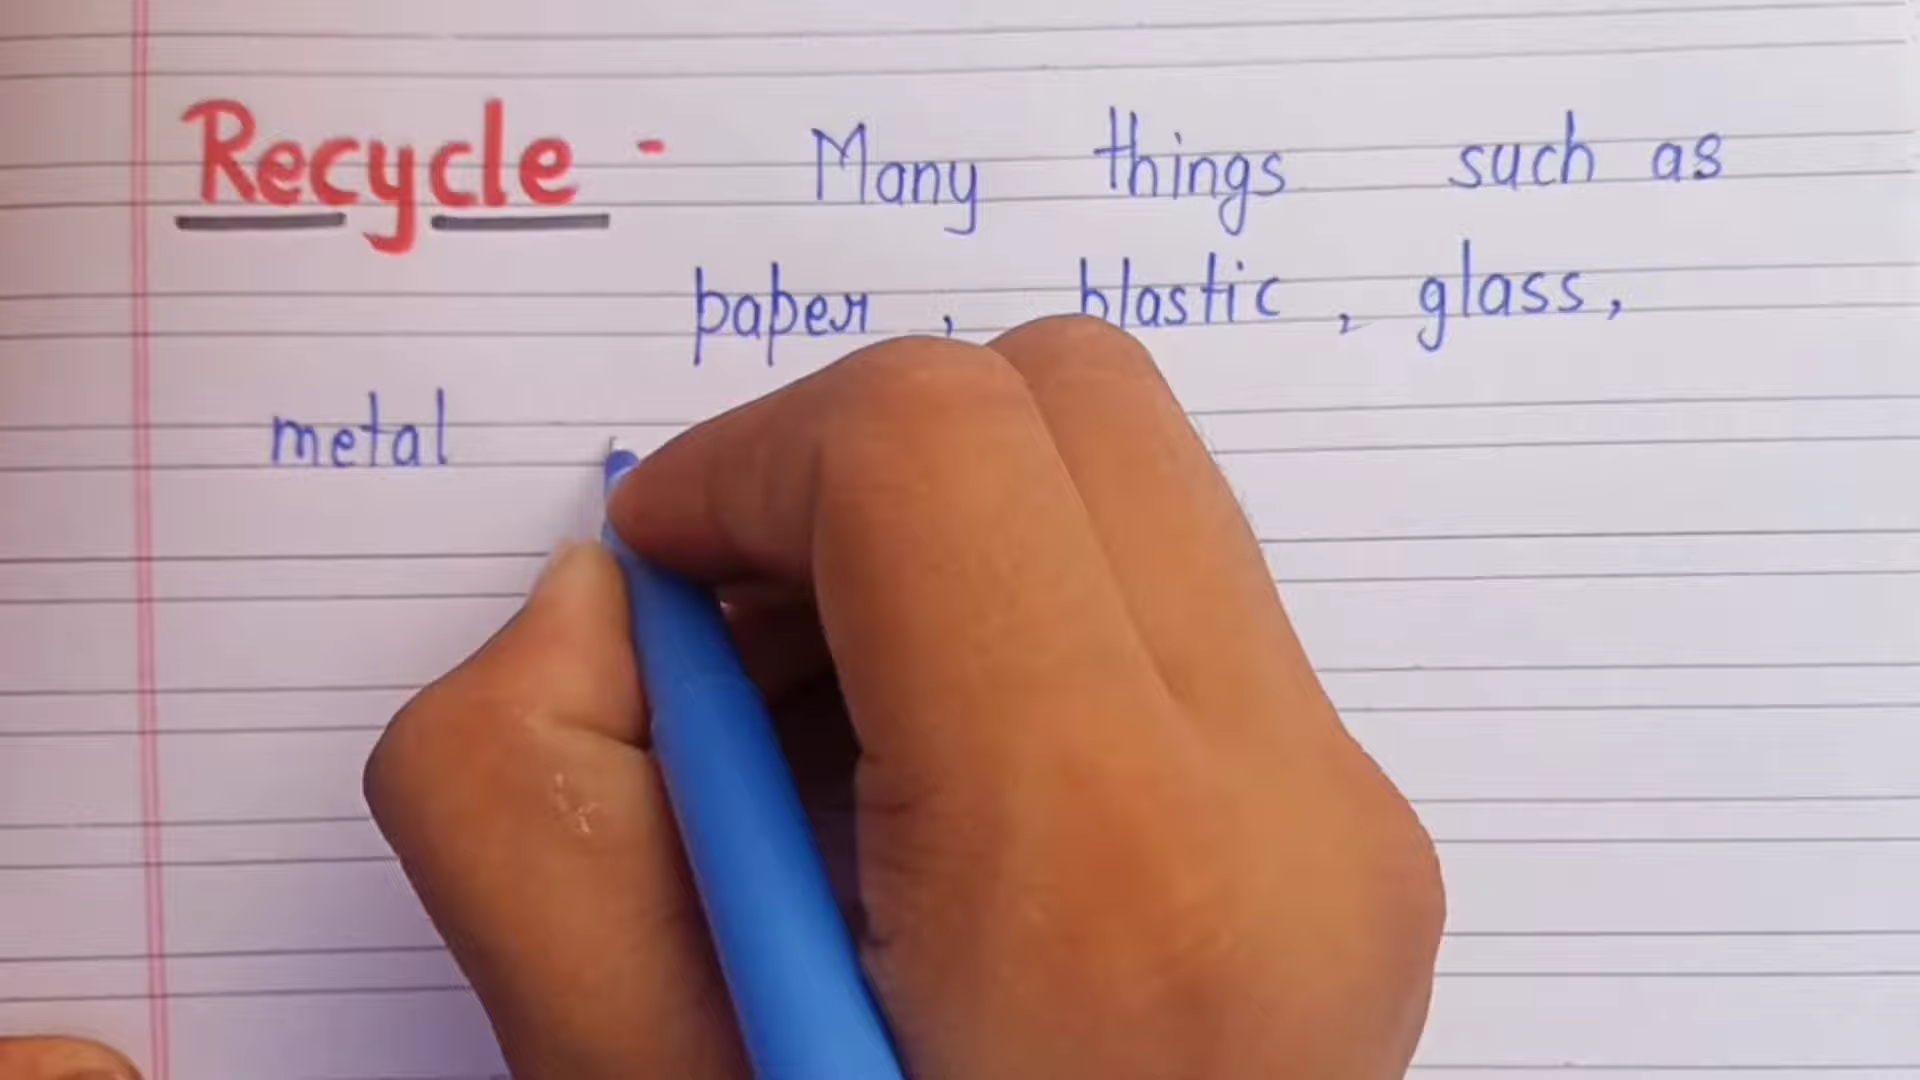 Recycle - Many things such as
paper , plastic , glass,
metal